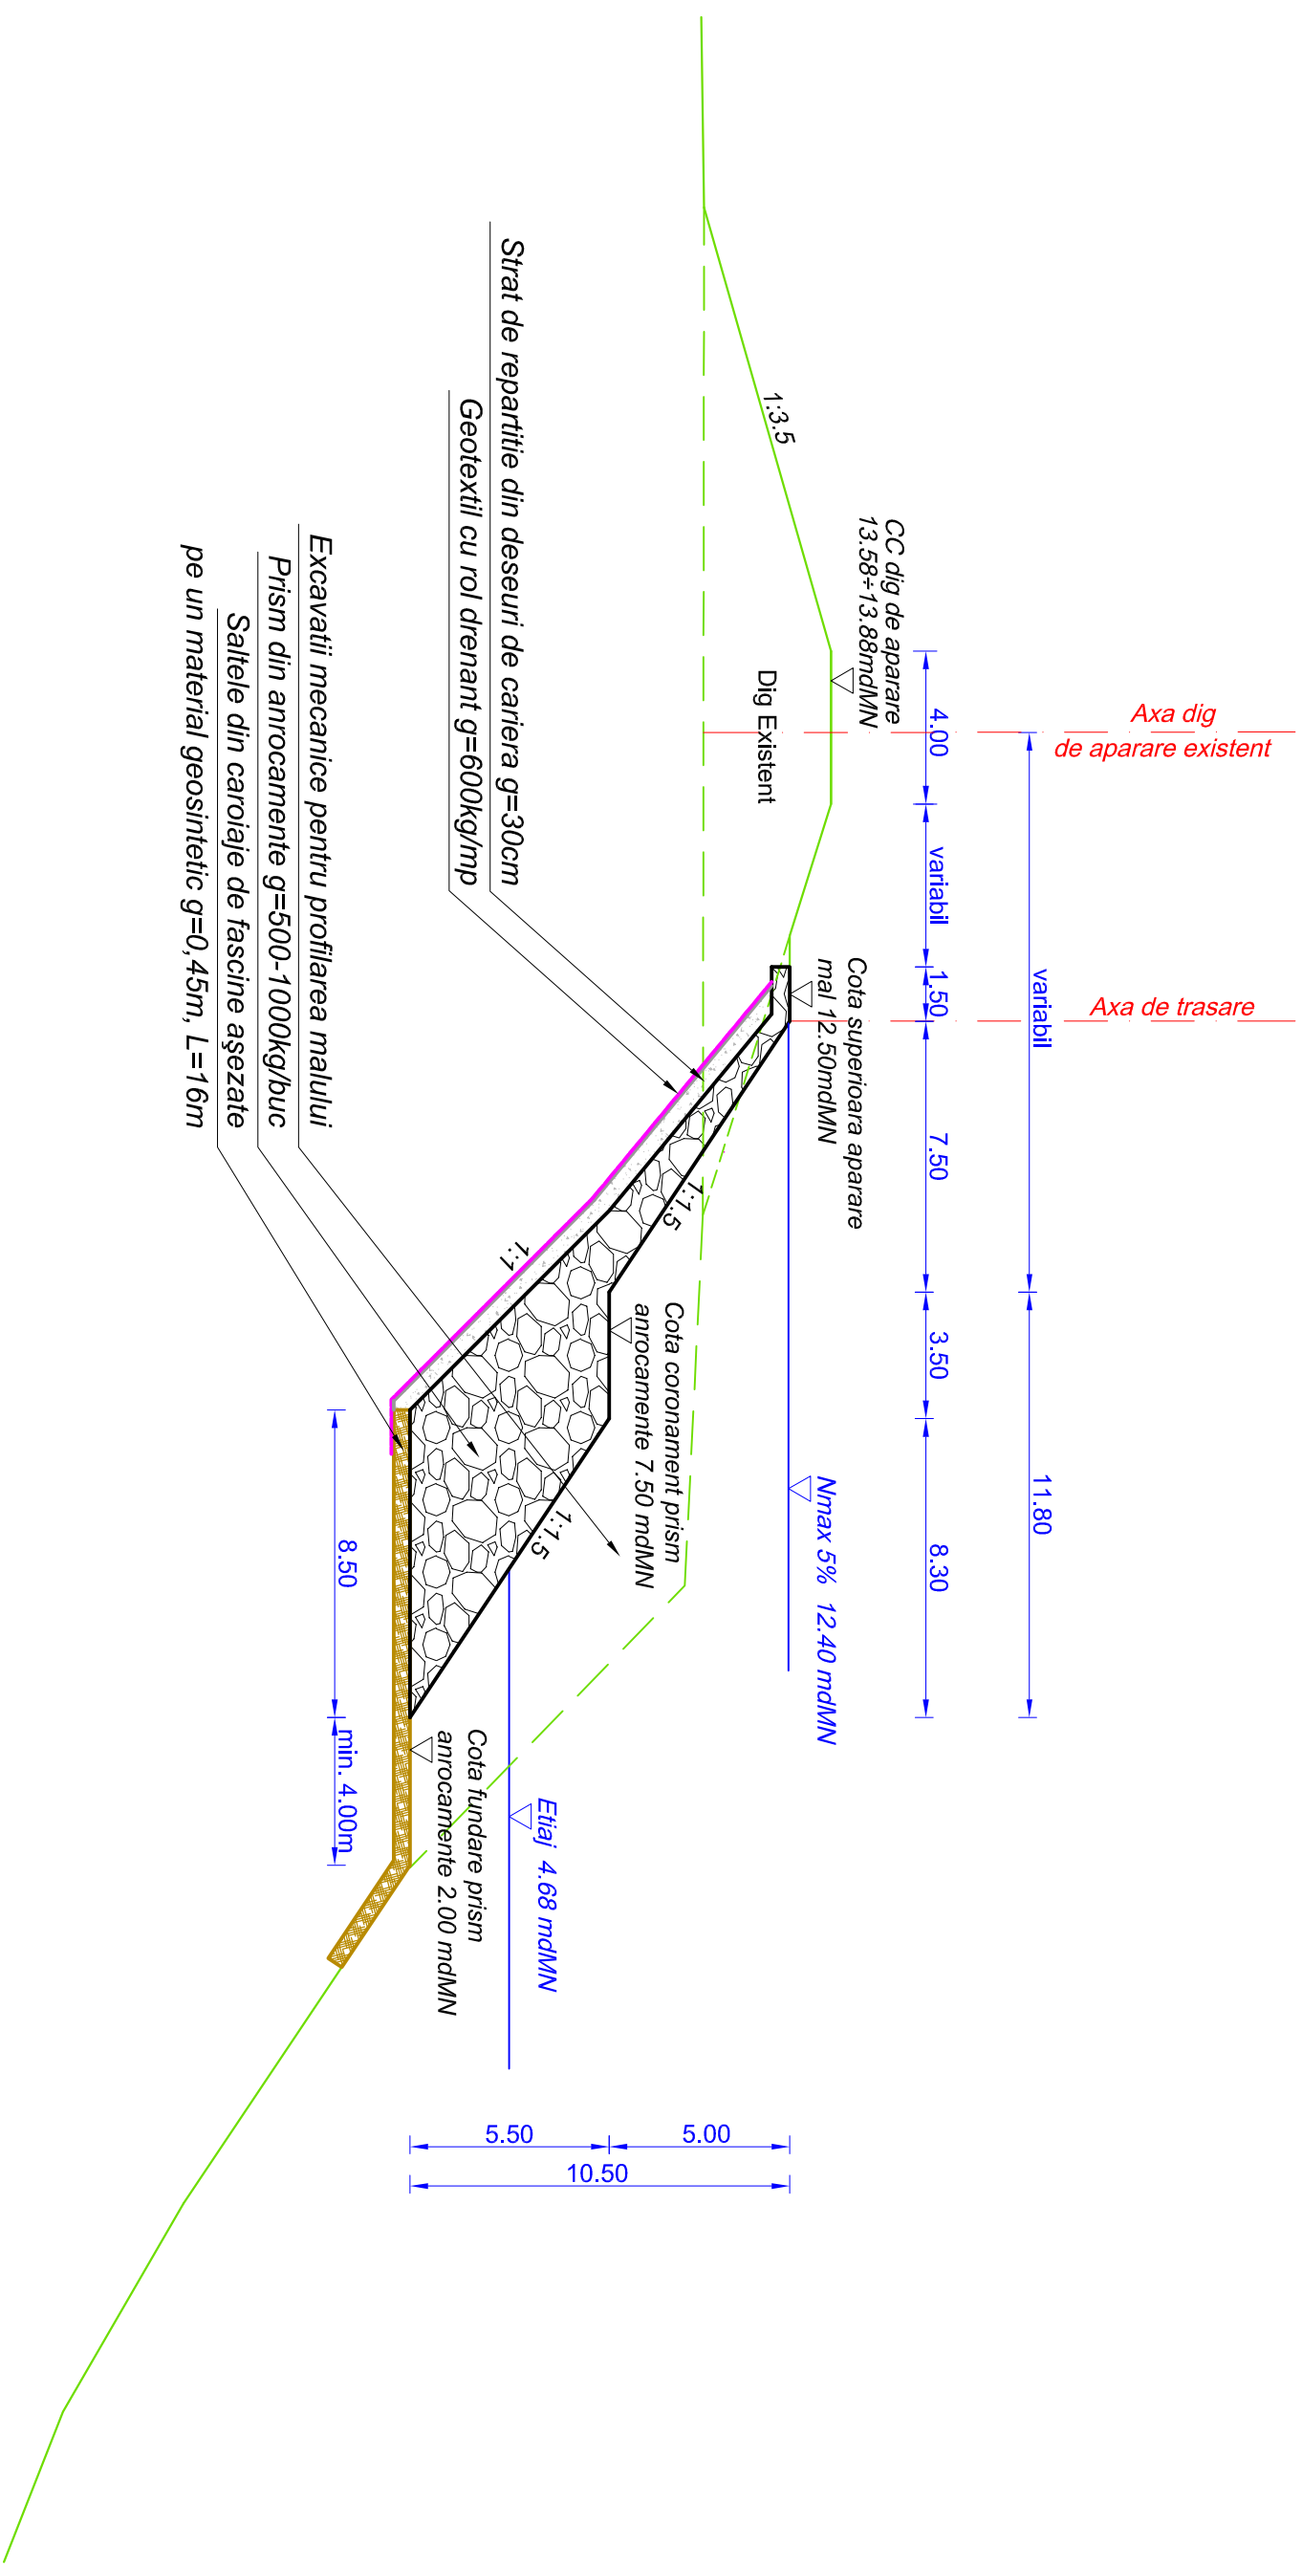 Axa dig
de aparare existent
Axa de trasare
variabil
11.80
4.00
variabil
1.50
7.50
3.50
8.30
CC dig de aparare
13.58÷13.88mdMN
Cota superioara aparare
mal 12.50mdMN
Nmax 5%  12.40 mdMN
1:3.5
Dig Existent
1:1.5
Cota coronament prism
anrocamente 7.50 mdMN
1:1
1:1.5
Etiaj  4.68 mdMN
Cota fundare prism
anrocamente 2.00 mdMN
Strat de repartitie din deseuri de cariera g=30cm
Geotextil cu rol drenant g=600kg/mp
8.50
min. 4.00m
Excavatii mecanice pentru profilarea malului
Prism din anrocamente g=500-1000kg/buc
Saltele din caroiaje de fascine aşezate
pe un material geosintetic g=0,45m, L=16m
5.50
5.00
10.50